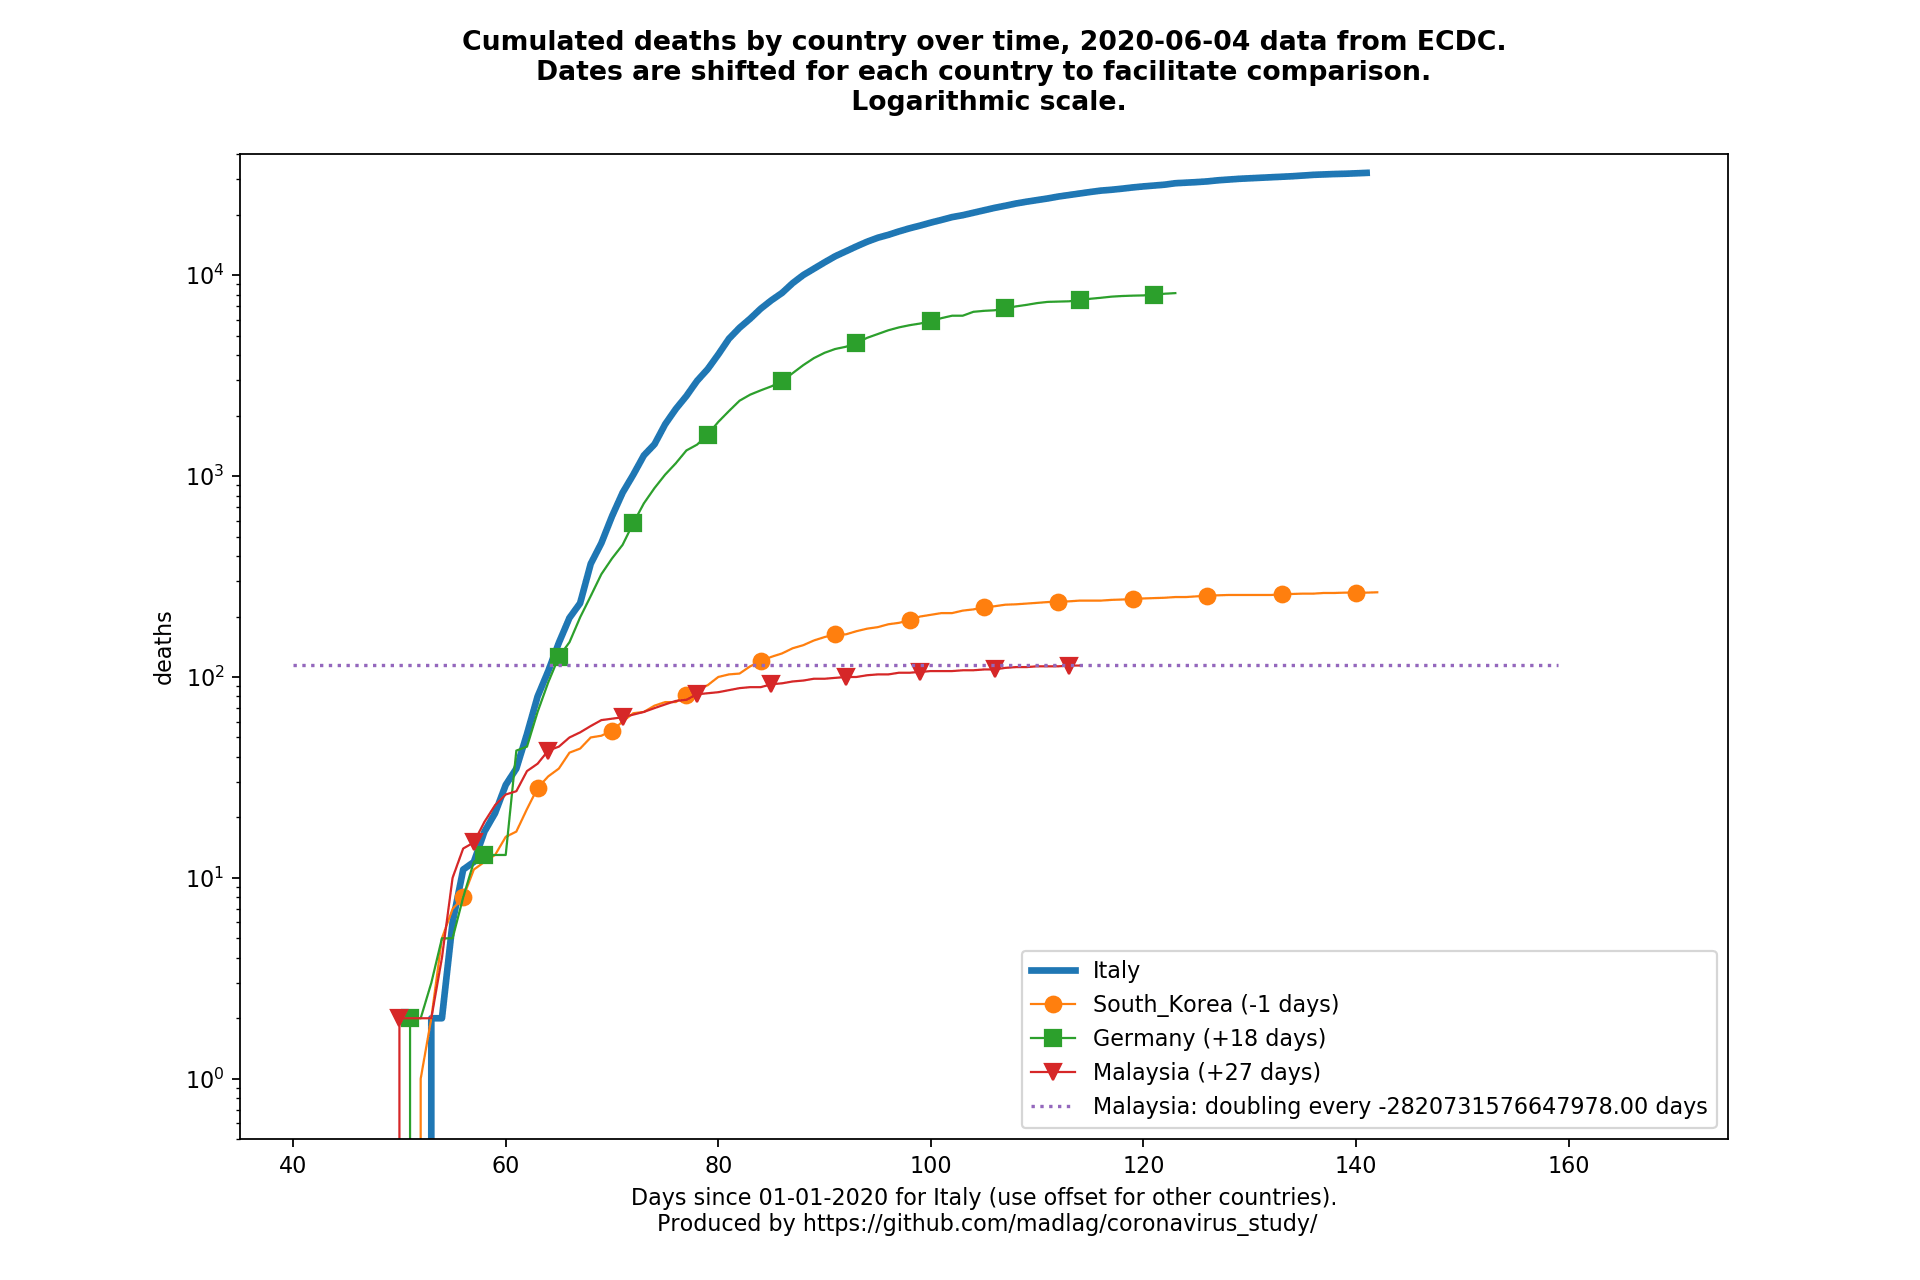 Cumulated deaths by country over time, 2020-06-04 data from ECDC.
Dates are shifted for each country to facilitate comparison.
Logarithmic scale.
deaths
10^4
10^3
10^2
10^1
10^0
Italy
South_Korea (-1 days)
Germany (+18 days)
Malaysia (+27 days)
Malaysia: doubling every -2820731576647978.00 days
40 60 80 100 120 140 160
Days since 01-01-2020 for Italy (use offset for other countries).
Produced by https://github.com/madlag/coronavirus_study/